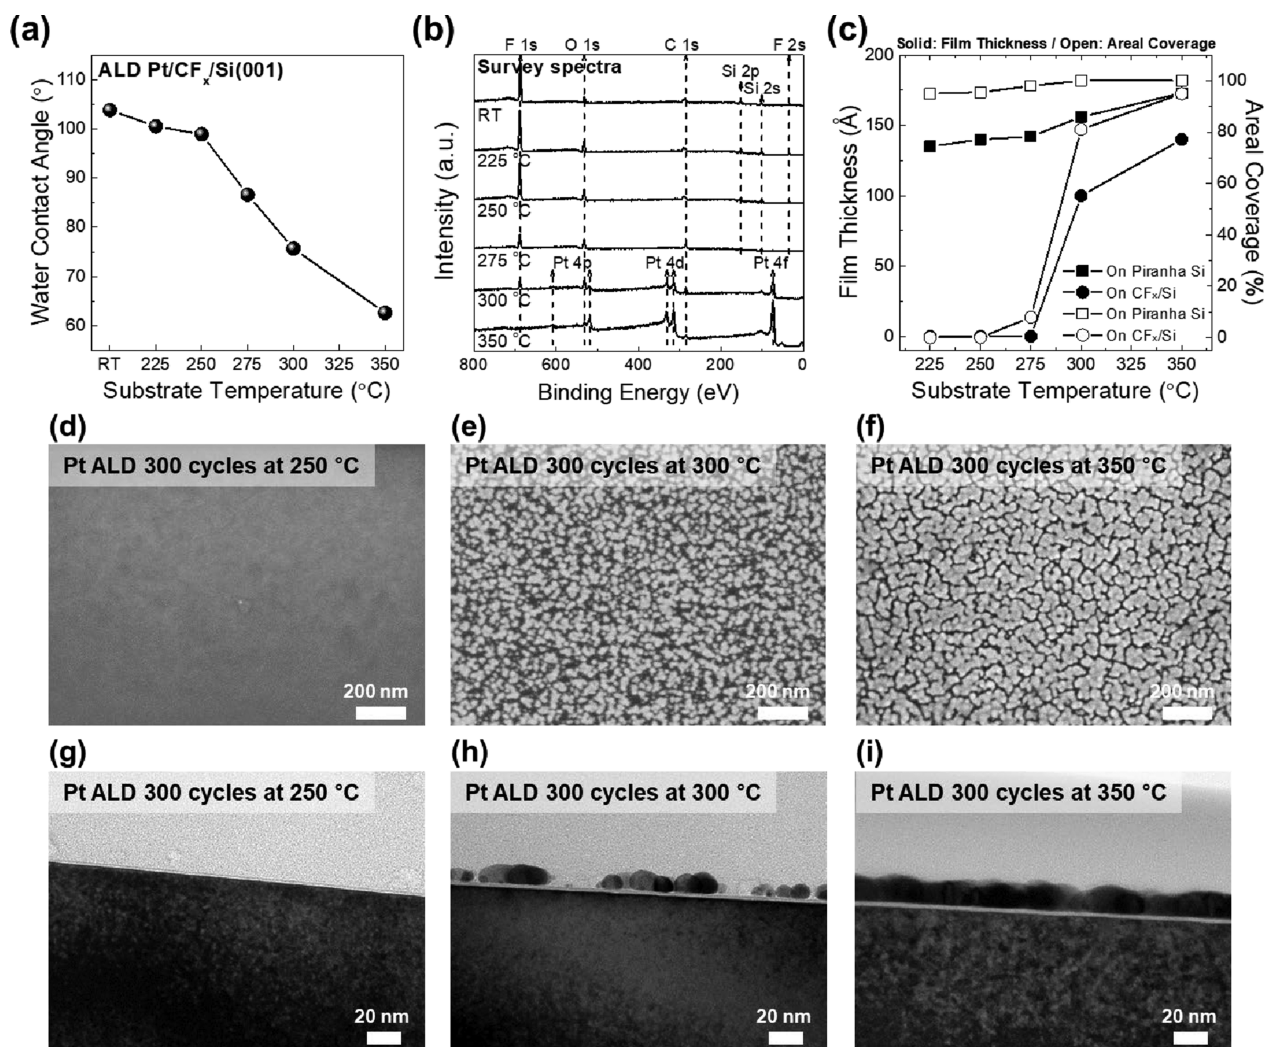 (a)
ALD Pt/CFₓ/Si(001)
Water Contact Angle (°)
110
100
90
80
70
60
RT 225 250 275 300 350
Substrate Temperature (°C)
(b)
F 1s O 1s C 1s F 2s
Survey spectra
Si 2p
Si 2s
RT
225 °C
250 °C
275 °C
Pt 4p Pt 4d Pt 4f
300 °C
350 °C
Intensity (a.u.)
800 600 400 200 0
Binding Energy (eV)
(c)
Solid: Film Thickness / Open: Areal Coverage
Film Thickness (Å)
200
150
100
50
0
Areal Coverage (%)
100
80
60
40
20
0
On Piranha Si
On CFₓ/Si
On Piranha Si
On CFₓ/Si
225 250 275 300 325 350
Substrate Temperature (°C)
(d)
Pt ALD 300 cycles at 250 °C
200 nm
(e)
Pt ALD 300 cycles at 300 °C
200 nm
(f)
Pt ALD 300 cycles at 350 °C
200 nm
(g)
Pt ALD 300 cycles at 250 °C
20 nm
(h)
Pt ALD 300 cycles at 300 °C
20 nm
(i)
Pt ALD 300 cycles at 350 °C
20 nm